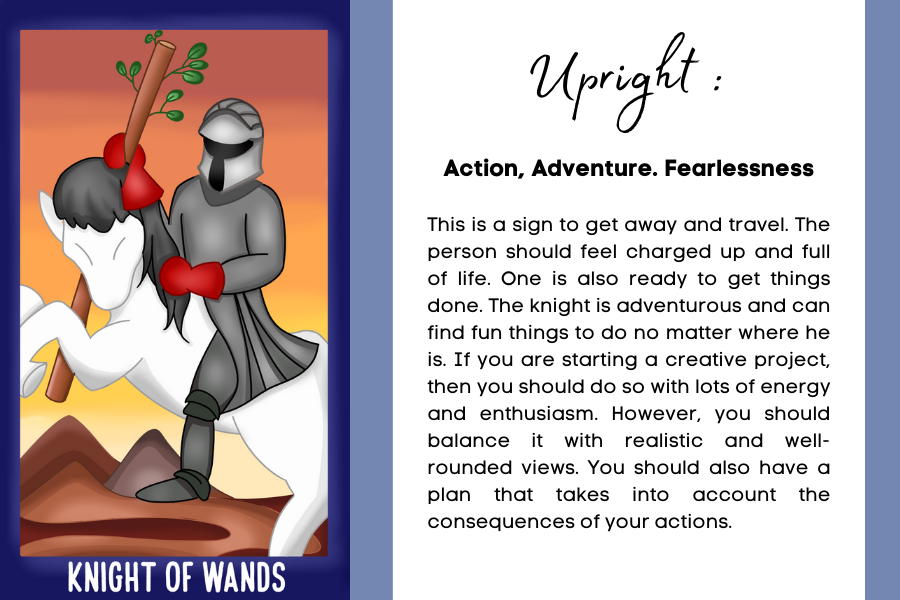 KNIGHT OF WANDS
Upright :
Action, Adventure. Fearlessness
This is a sign to get away and travel. The
person should feel charged up and full
of life. One is also ready to get things
done. The knight is adventurous and can
find fun things to do no matter where he
is. If you are starting a creative project,
then you should do so with lots of energy
and enthusiasm. However, you should
balance it with realistic and well-
rounded views. You should also have a
plan that takes into account the
consequences of your actions.